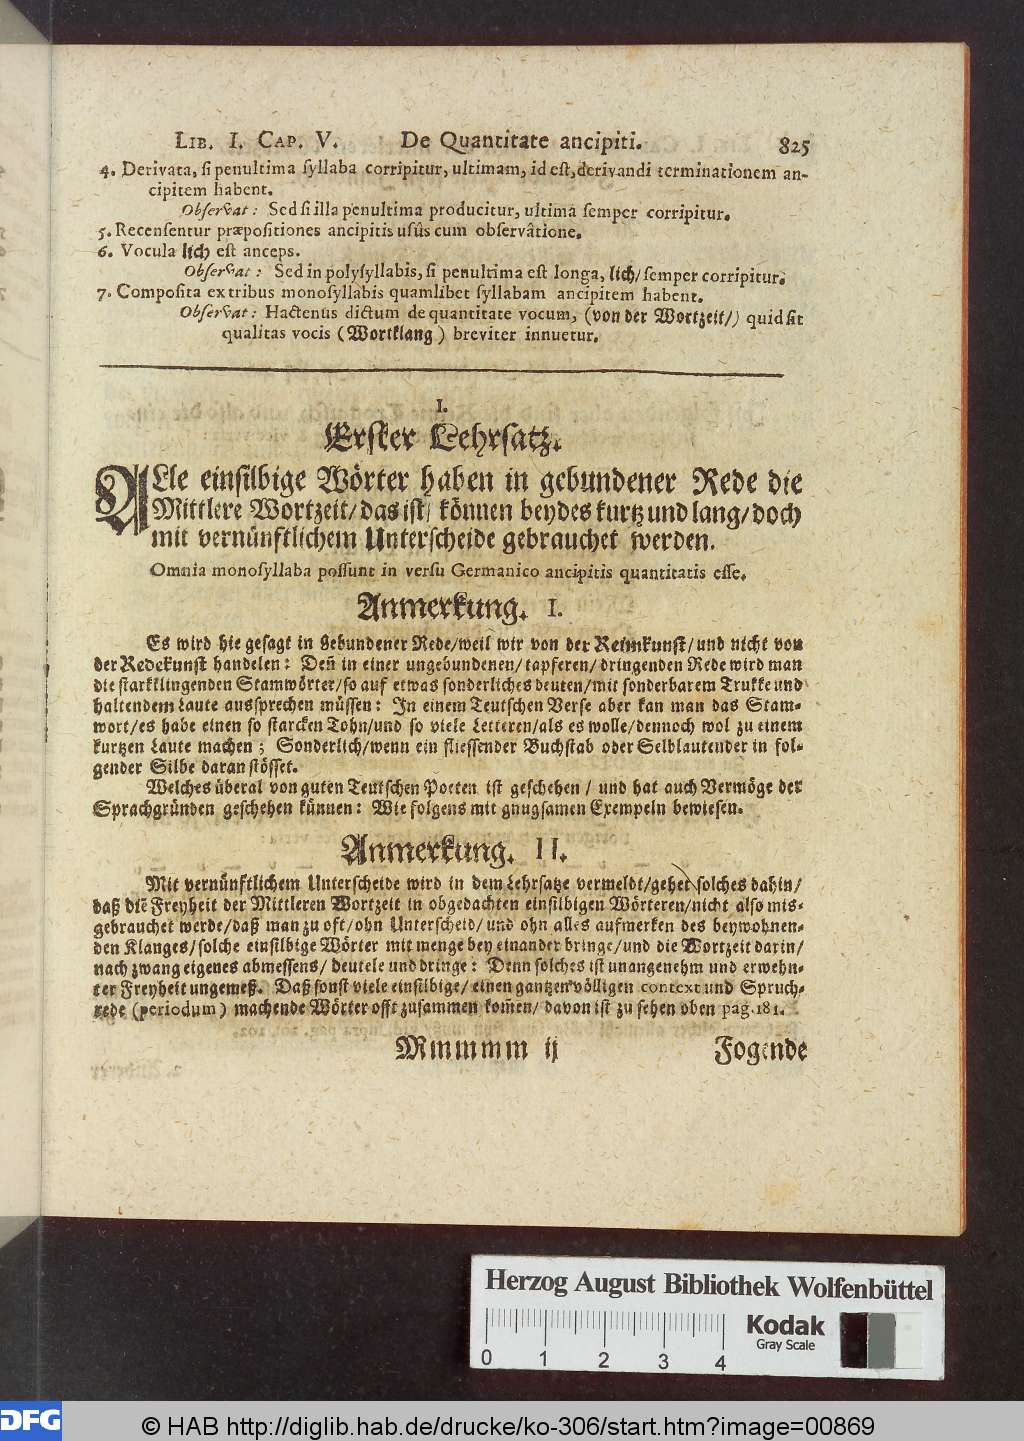 LIB. I. CAP. V. De Quantitate ancipiti. 825
4. Derivata, si penultima syllaba corripitur, ultimam, id est, derivandi terminationem an-
cipitem habent.
Observat: Sed si illa penultima producitur, ultima semper corripitur.
5. Recensentur præpositiones ancipitis usûs cum observatione.
6. Vocula lich est anceps.
Observat: Sed in polysyllabis, si penultima est longa, lich/ semper corripitur.
7. Composita ex tribus monosyllabis quamlibet syllabam ancipitem habent.
Observat: Hactenus dictum de quantitate vocum, (von der Wortzeit/) quid sit
qualitas vocis (Wortklang) breviter innuetur.
I.
Erster Lehrsatz.
ALle einsilbige Wörter haben in gebundener Rede die
Mittlere Wortzeit/ das ist/ können beydes kurtz und lang/ doch
mit vernünftlichem Unterscheide gebrauchet werden.
Omnia monosyllaba possunt in versu Germanico ancipitis quantitatis esse.
Anmerkung. I.
Es wird hie gesagt in gebundener Rede/ weil wir von der Reimkunst/ und nicht von
der Redekunst handelen: Deñ in einer ungebundenen/ tapferen/ dringenden Rede wird man
die starkklingenden Stamwörter/ so auf etwas sonderliches deuten/ mit sonderbarem Trukke und
haltendem Laute aussprechen müssen: In einem Teutschen Verse aber kan man das Stam-
wort/ es habe einen so starcken Tohn/ und so viele Letteren/ als es wolle/ dennoch wol zu einem
kurtzen Laute machen; Sonderlich/ wenn ein fliessender Buchstab oder Selblautender in fol-
gender Silbe daran stösset.
Welches überal von guten Teutschen Poeten ist geschehen/ und hat auch Vermöge der
Sprachgründen geschehen künnen: Wie folgens mit gnugsamen Exempeln bewiesen.
Anmerkung. II.
Mit vernünftlichem Unterscheide wird in dem Lehrsatze vermeldt/ gehet solches dahin/
daß die Freyheit der Mittleren Wortzeit in obgedachten einsilbigen Wörteren/ nicht also mis-
gebrauchet werde/ daß man zu oft/ ohn Unterscheid/ und ohn alles aufmerken des beywohnen-
den Klanges/ solche einsilbige Wörter mit menge bey einander bringe/ und die Wortzeit darin/
nach zwang eigenes abmessens/ deutele und dringe: Denn solches ist unangenehm und erwehn-
ter Freyheit ungemeß. Daß sonst viele einsilbige/ einen gantzen völligen context und Spruch-
rede (periodum) machende Wörter offt zusammen kom̃en/ davon ist zu sehen oben pag. 181.
Mmmmm ij Fogende
Herzog August Bibliothek Wolfenbüttel
0 1 2 3 4
Kodak
Gray Scale
DFG
© HAB http://diglib.hab.de/drucke/ko-306/start.htm?image=00869